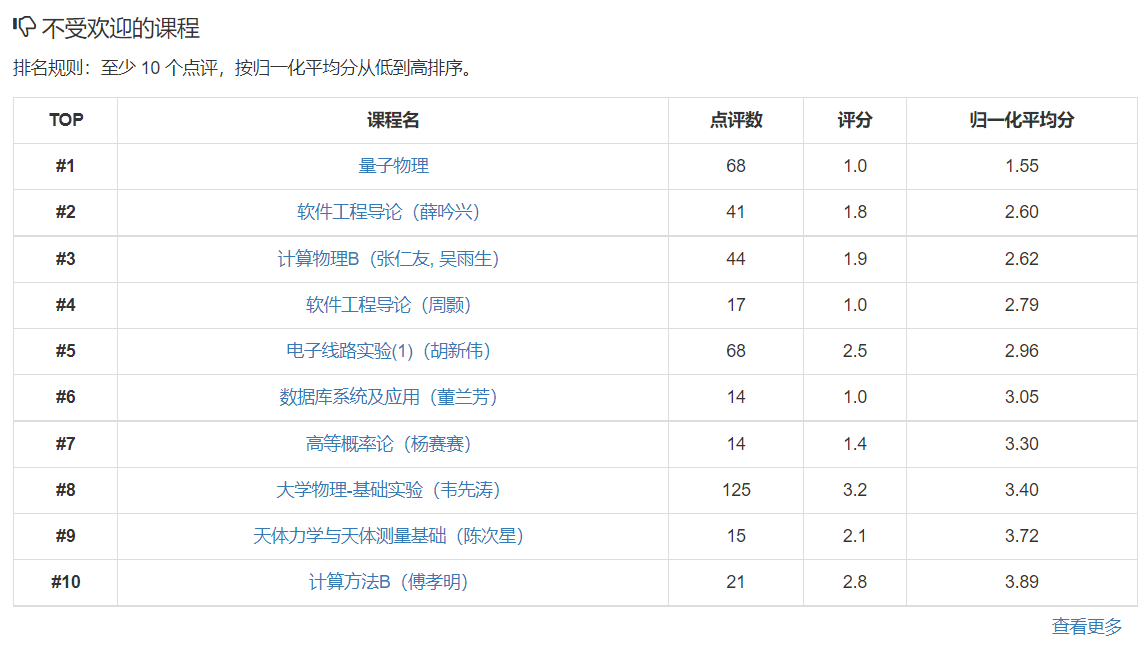 不受欢迎的课程
排名规则：至少 10 个点评，按归一化平均分从低到高排序。
TOP 课程名 点评数 评分 归一化平均分
#1 量子物理 68 1.0 1.55
#2 软件工程导论（薛吟兴） 41 1.8 2.60
#3 计算物理B（张仁友, 吴雨生） 44 1.9 2.62
#4 软件工程导论（周颢） 17 1.0 2.79
#5 电子线路实验(1)（胡新伟） 68 2.5 2.96
#6 数据库系统及应用（董兰芳） 14 1.0 3.05
#7 高等概率论（杨赛赛） 14 1.4 3.30
#8 大学物理-基础实验（韦先涛） 125 3.2 3.40
#9 天体力学与天体测量基础（陈次星） 15 2.1 3.72
#10 计算方法B（傅孝明） 21 2.8 3.89
查看更多